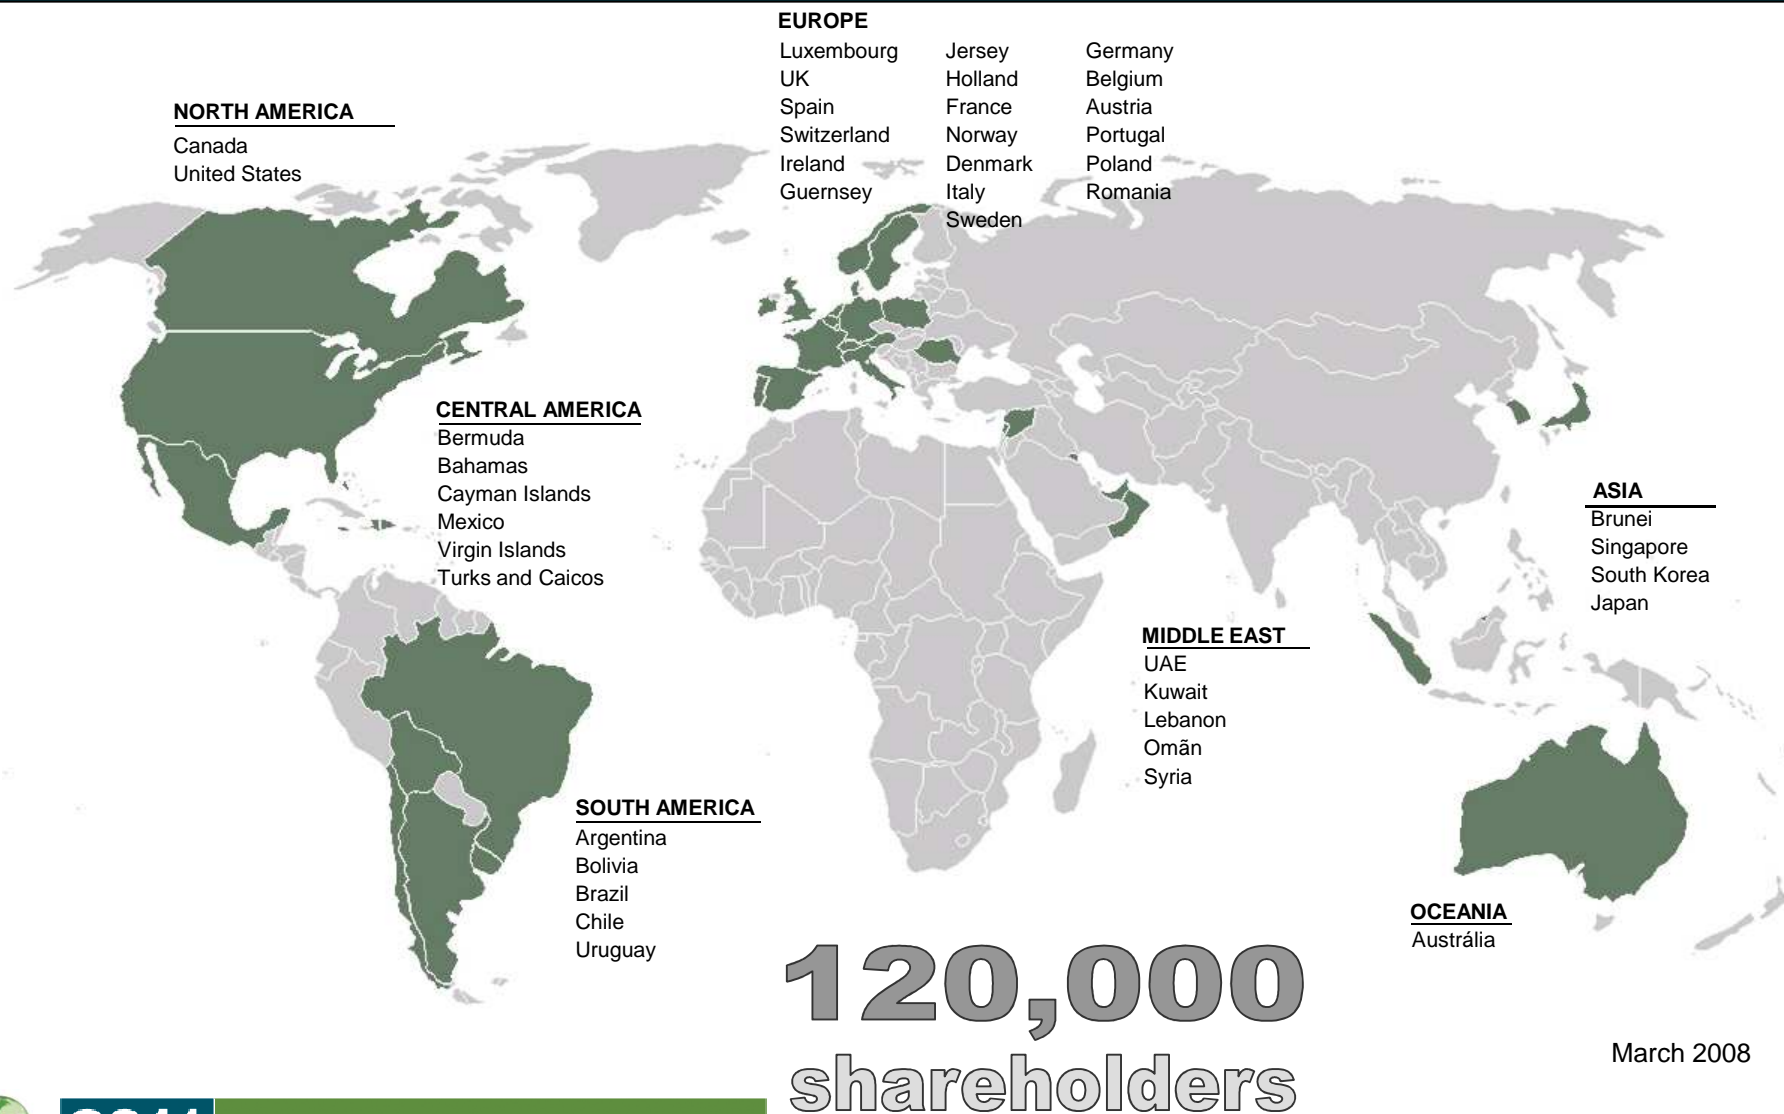 EUROPE
Luxembourg
UK
Spain
Switzerland
Ireland
Guernsey
Jersey
Holland
France
Norway
Denmark
Italy
Sweden
Germany
Belgium
Austria
Portugal
Poland
Romania
NORTH AMERICA
Canada
United States
CENTRAL AMERICA
Bermuda
Bahamas
Cayman Islands
Mexico
Virgin Islands
Turks and Caicos
ASIA
Brunei
Singapore
South Korea
Japan
MIDDLE EAST
UAE
Kuwait
Lebanon
Omãn
Syria
SOUTH AMERICA
Argentina
Bolivia
Brazil
Chile
Uruguay
OCEANIA
Austrália
120,000
shareholders
March 2008